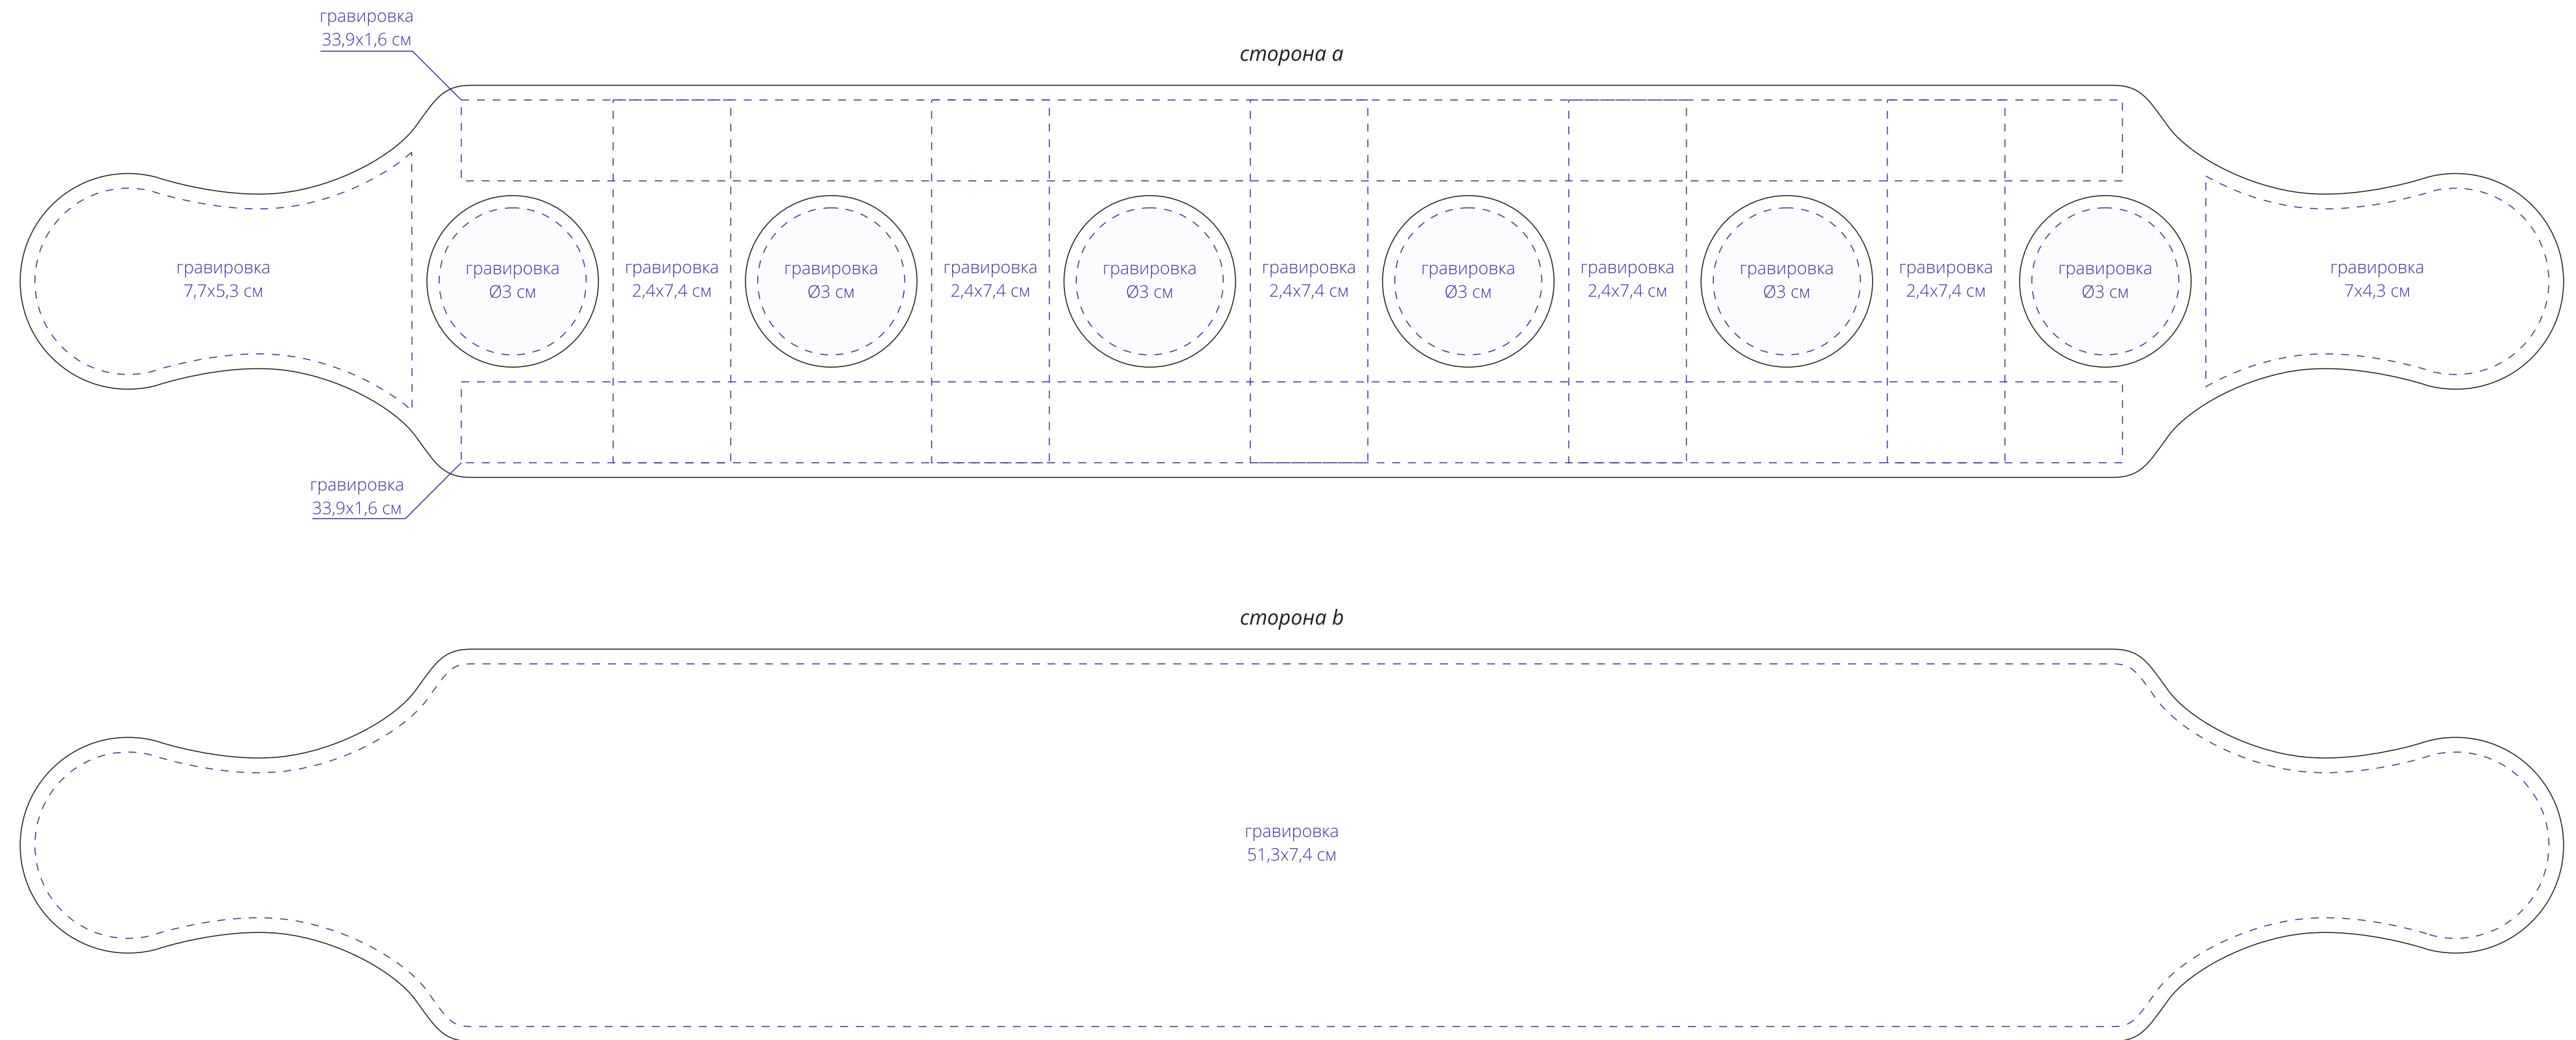 гравировка
33,9х1,6 см
сторона a
гравировка
7,7х5,3 см
гравировка
Ø3 см
гравировка
2,4х7,4 см
гравировка
Ø3 см
гравировка
2,4х7,4 см
гравировка
Ø3 см
гравировка
2,4х7,4 см
гравировка
Ø3 см
гравировка
2,4х7,4 см
гравировка
Ø3 см
гравировка
2,4х7,4 см
гравировка
Ø3 см
гравировка
7х4,3 см
гравировка
33,9х1,6 см
сторона b
гравировка
51,3х7,4 см